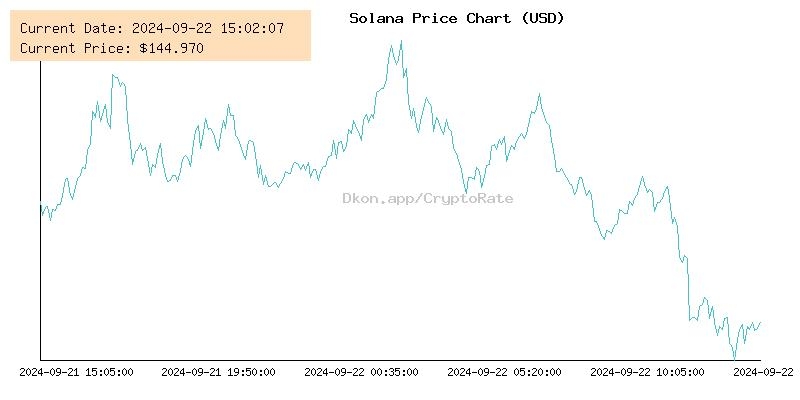 Solana Price Chart (USD)
Current Date: 2024-09-22 15:02:07
Current Price: $144.970
Dkon.app/CryptoRate
2024-09-21 15:05:00 2024-09-21 19:50:00 2024-09-22 00:35:00 2024-09-22 05:20:00 2024-09-22 10:05:00 2024-09-22